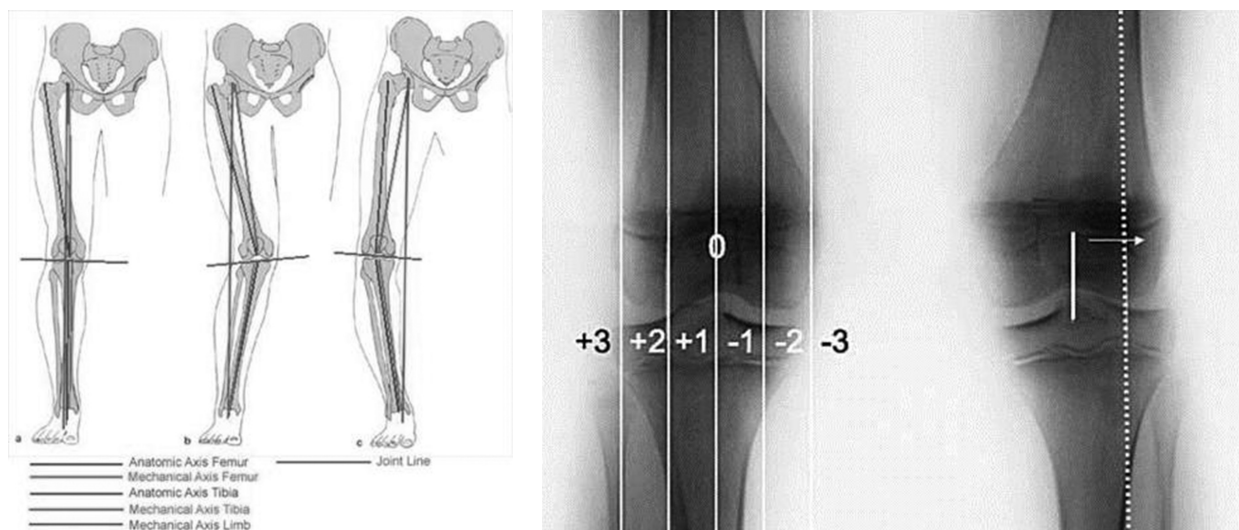 a b c
Anatomic Axis Femur Joint Line
Mechanical Axis Femur
Anatomic Axis Tibia
Mechanical Axis Tibia
Mechanical Axis Limb
0
+3 +2 +1 -1 -2 -3